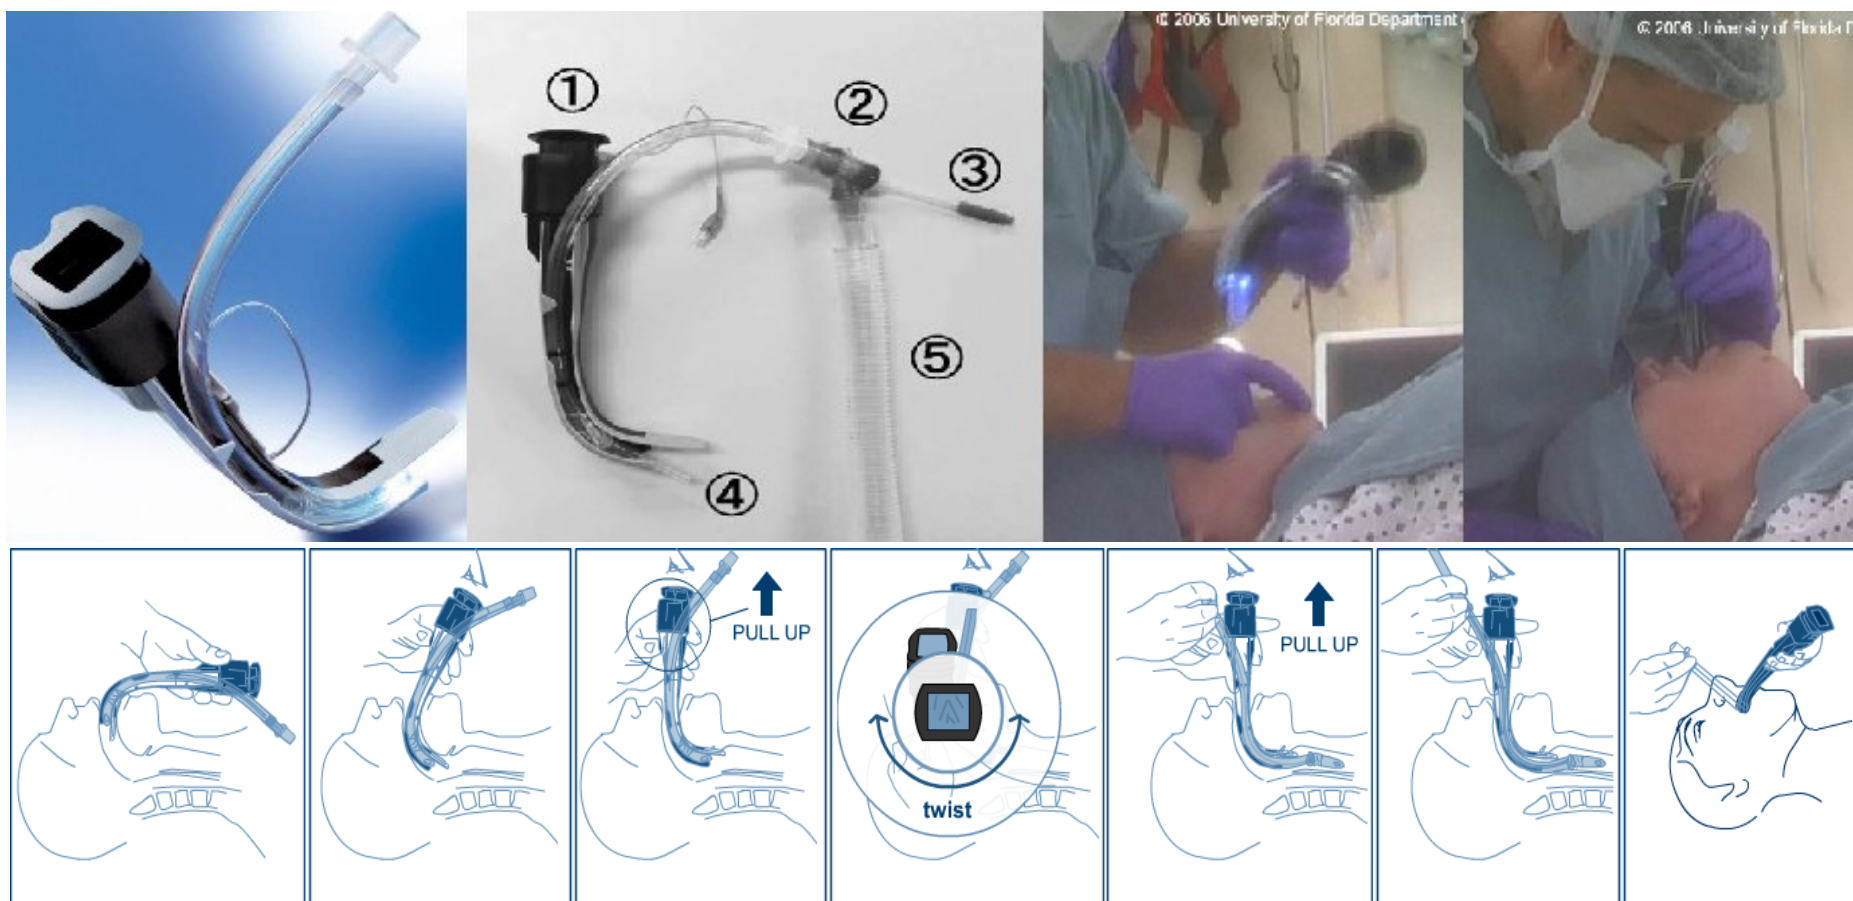 © 2006 University of Florida Department
© 2006 University of Florida D
①
②
③
④
⑤
PULL UP
twist
PULL UP